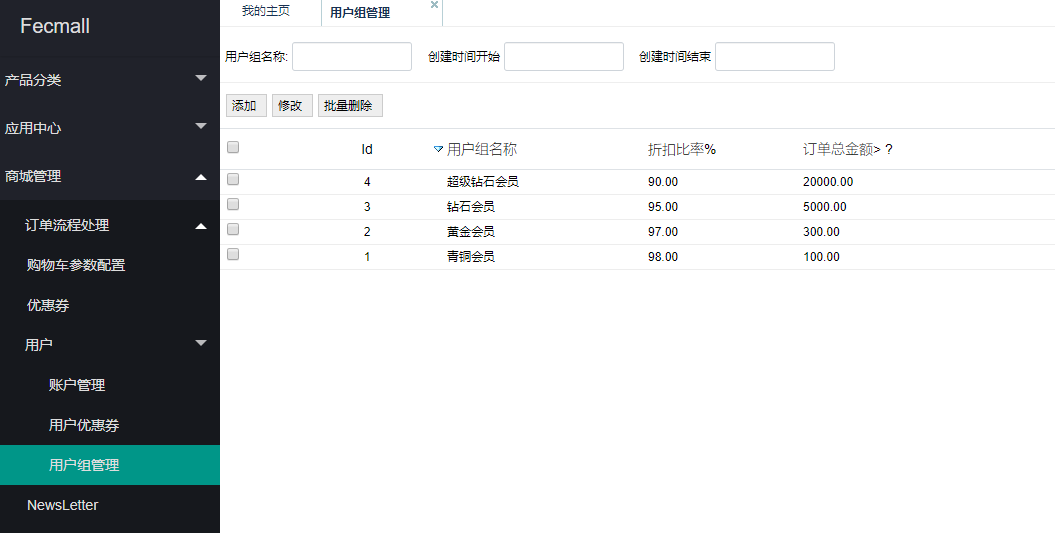 Fecmall
产品分类
应用中心
商城管理
订单流程处理
购物车参数配置
优惠券
用户
账户管理
用户优惠券
用户组管理
NewsLetter
我的主页 用户组管理
用户组名称: 创建时间开始 创建时间结束
添加 修改 批量删除
Id 用户组名称 折扣比率% 订单总金额> ?
4 超级钻石会员 90.00 20000.00
3 钻石会员 95.00 5000.00
2 黄金会员 97.00 300.00
1 青铜会员 98.00 100.00